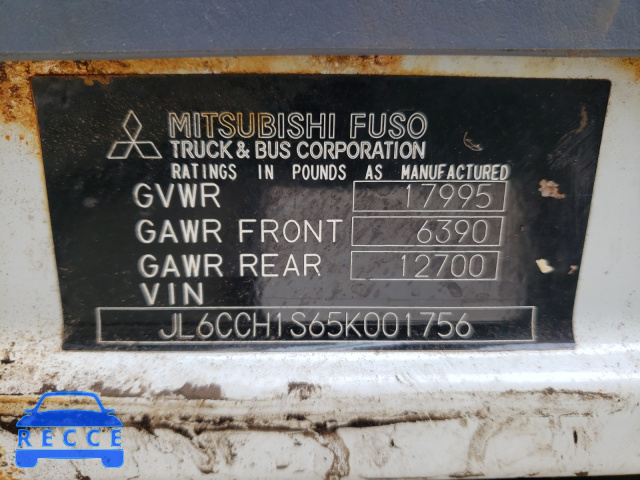 MITSUBISHI FUSO
TRUCK & BUS CORPORATION
RATINGS IN POUNDS AS MANUFACTURED
GVWR 17995
GAWR FRONT 6390
GAWR REAR 12700
VIN
JL6CCH1S65K001756
RECCE